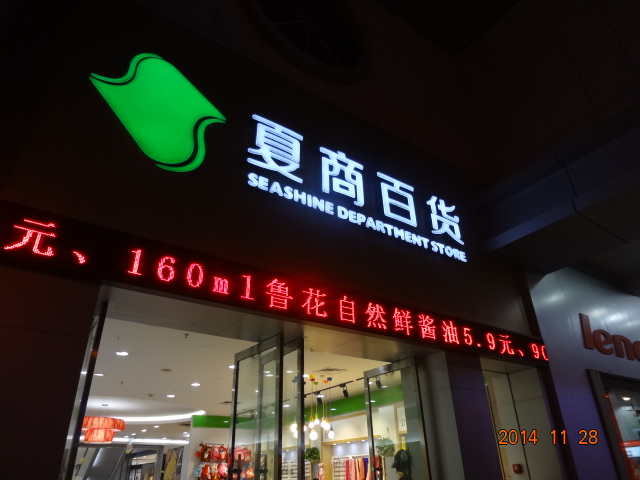 夏商百货
SEASHINE DEPARTMENT STORE
元、160ml鲁花自然鲜酱油5.9元、90
leno
2014 11 28